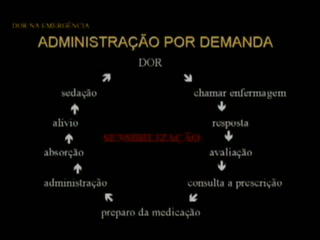 DOR NA EMERGÊNCIA
ADMINISTRAÇÃO POR DEMANDA
DOR
sedação
chamar enfermagem
alívio
resposta
SENSIBILIZAÇÃO
absorção
avaliação
administração
consulta a prescrição
preparo da medicação